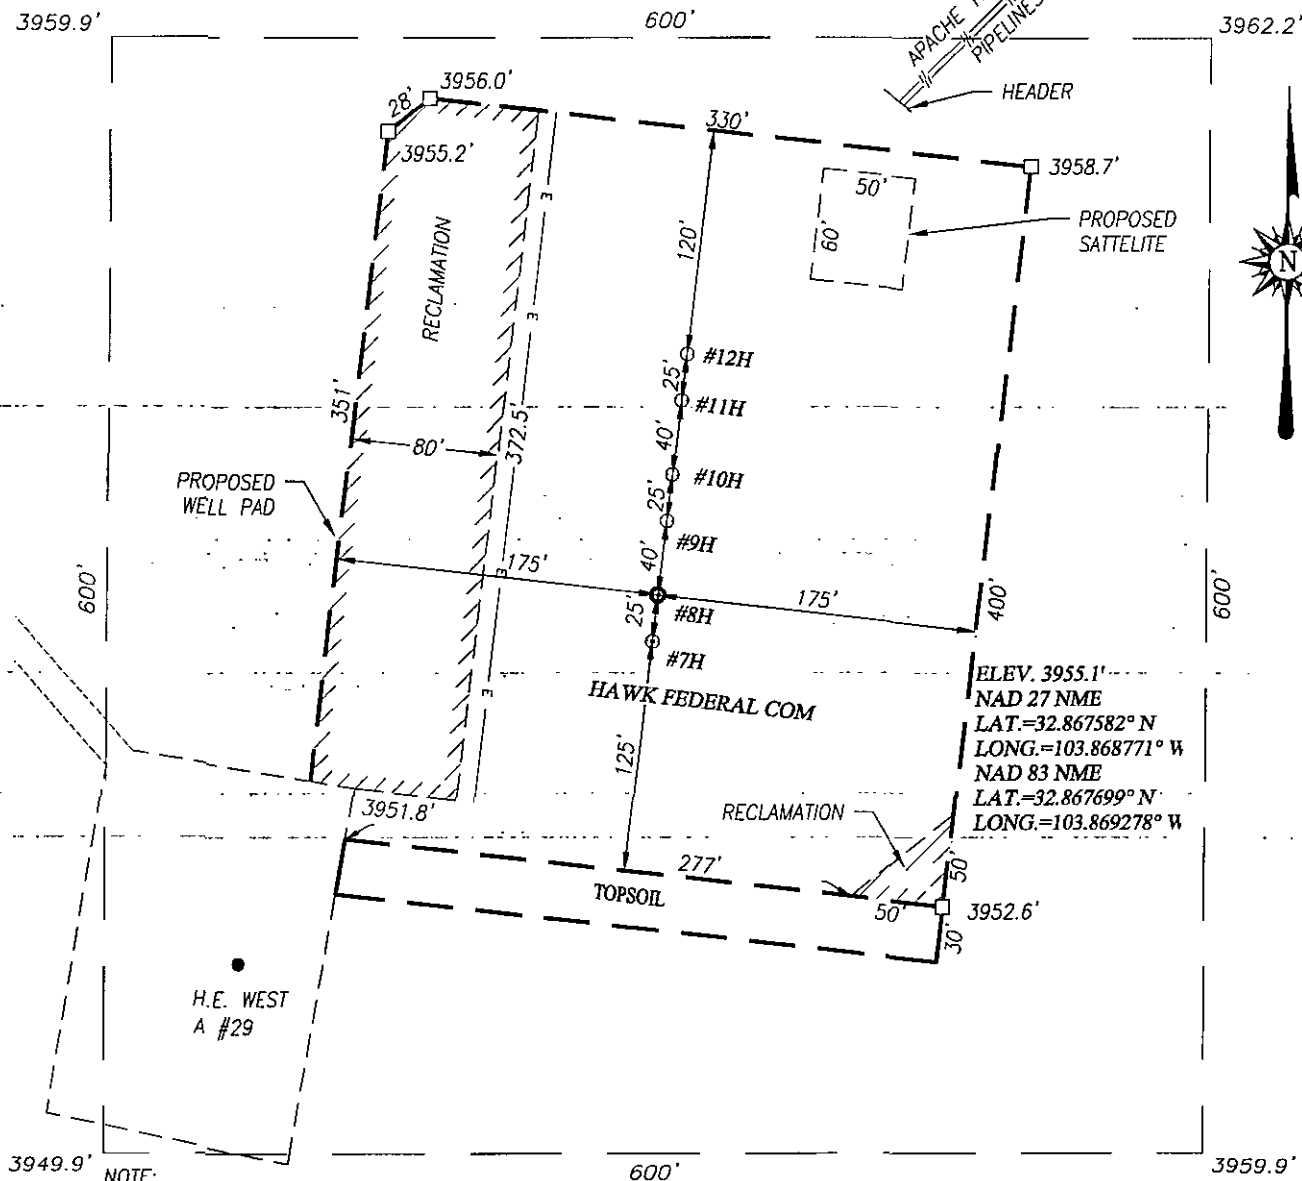 3959.9'
600'
3962.2'
APACHE
PIPELINES
HEADER
3956.0'
28'
3955.2'
330'
3958.7'
50'
60'
PROPOSED
SATTELITE
N
120'
RECLAMATION
#12H
25'
#11H
351'
40'
372.5'
80'
#10H
PROPOSED
WELL PAD
25'
#9H
40'
175'
175'
400'
600'
600'
25'
#8H
#7H
HAWK FEDERAL COM
ELEV. 3955.1'
NAD 27 NME
LAT.=32.867582° N
LONG.=103.868771° W
NAD 83 NME
LAT.=32.867699° N
LONG.=103.869278° W
E
E
E
E
E
125'
3951.8'
RECLAMATION
277'
TOPSOIL
50'
50'
3952.6'
30'
H.E. WEST
A #29
3949.9'
NOTE:
600'
3959.9'